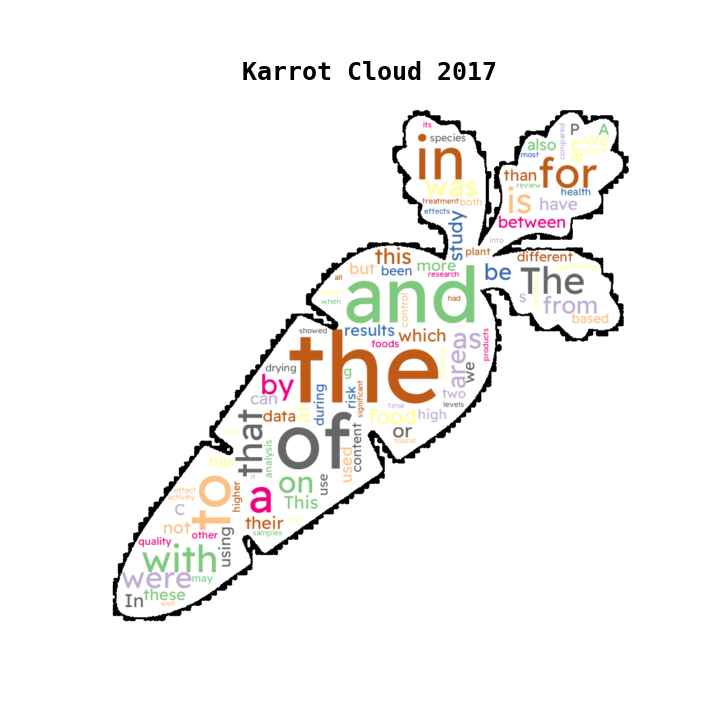 Karrot Cloud 2017
its
species
in
was
treatment both
effects
study
P A
also
compared
an we
most
than for
review
health
is have
between
into
plant
different
be The
s from
based
this
but been more
research
all
and
when
control
had
showed
results which
foods
as
products
the
drying
by
can
g
are
we
two
risk
significant
during
at
data
time
food high
levels
or
found
that of
content
has
analysis
used
use
to
a on
This
higher
effect
activity
c
not
their
samples
other
quality
using
with
were may
In these
well